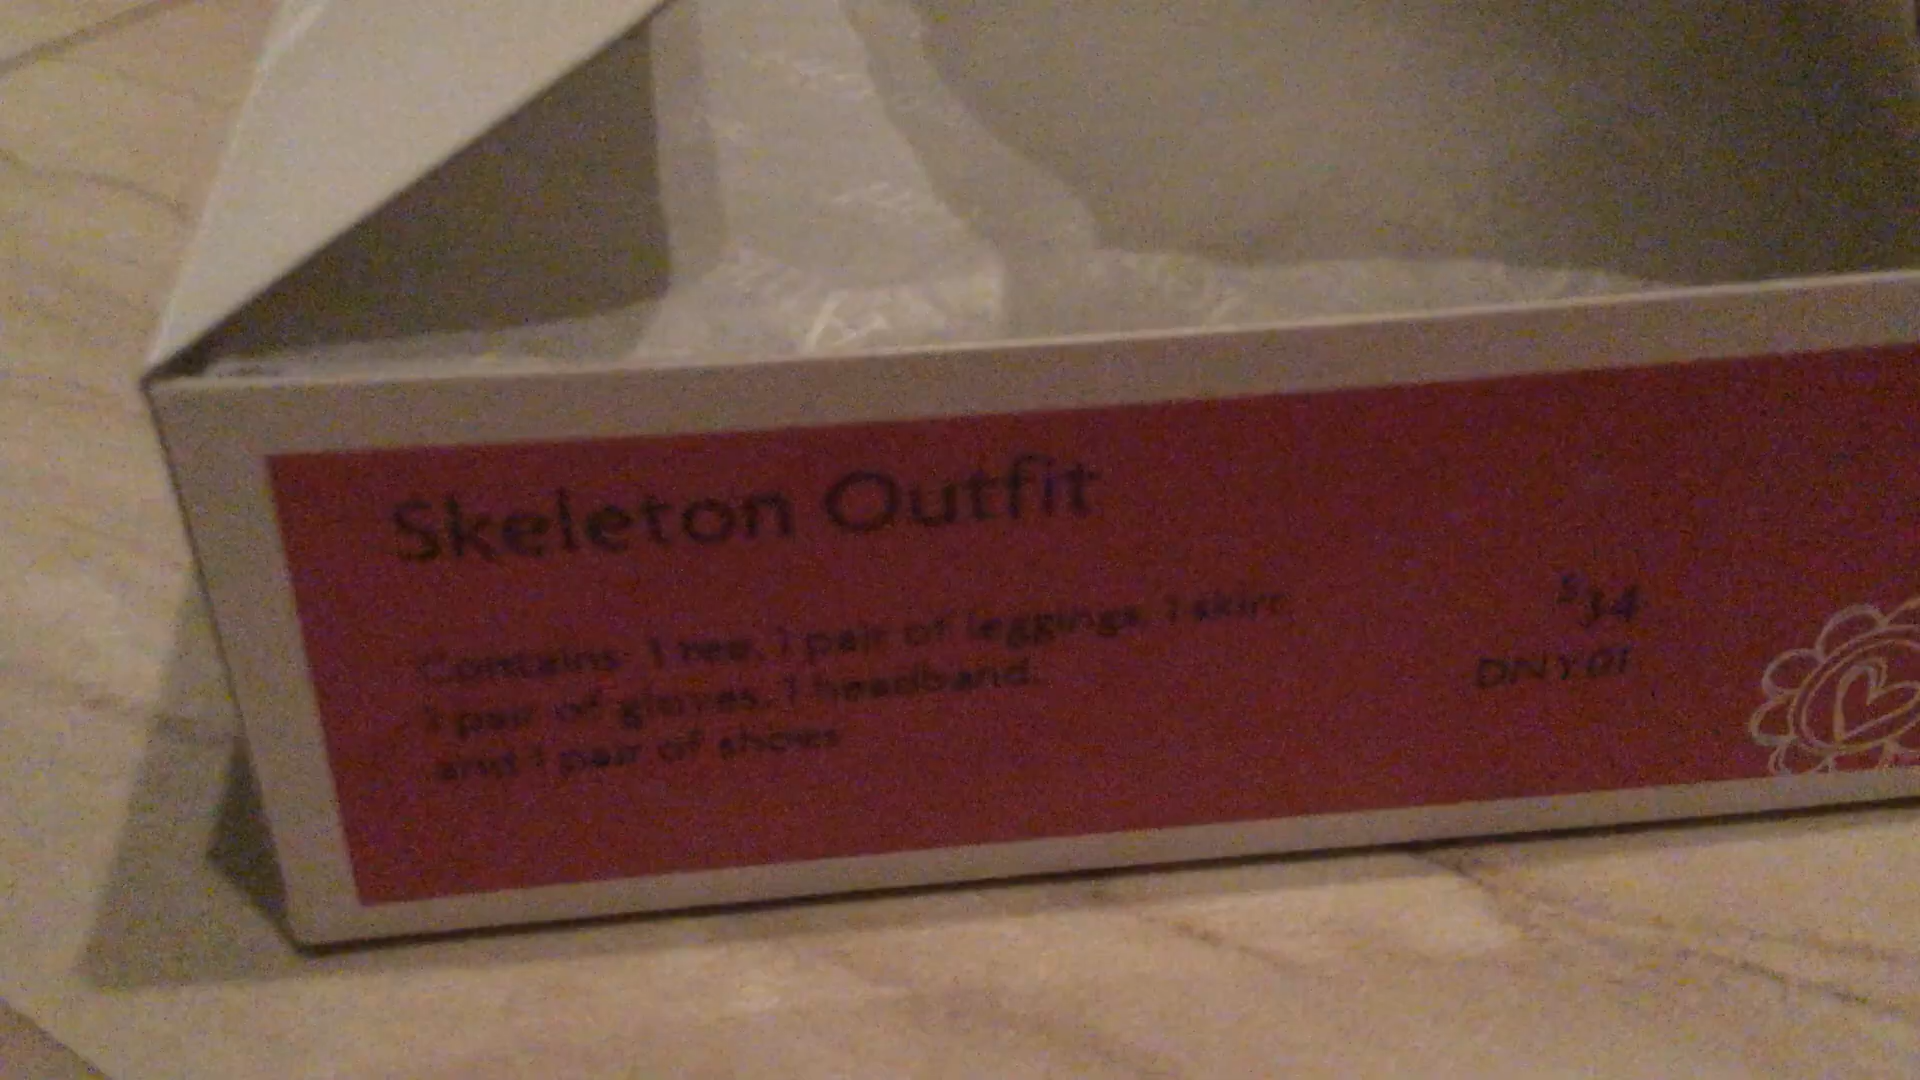 Skeleton Outfit
Contains: 1 tee, 1 pair of leggings, 1 skirt
1 pair of gloves, 1 headband,
and 1 pair of shoes
$34
DNY01